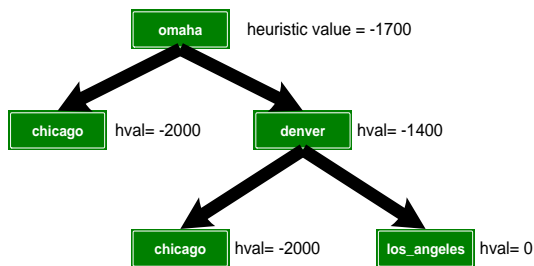 omaha heuristic value = -1700
chicago hval= -2000 denver hval= -1400
chicago hval= -2000 los_angeles hval= 0